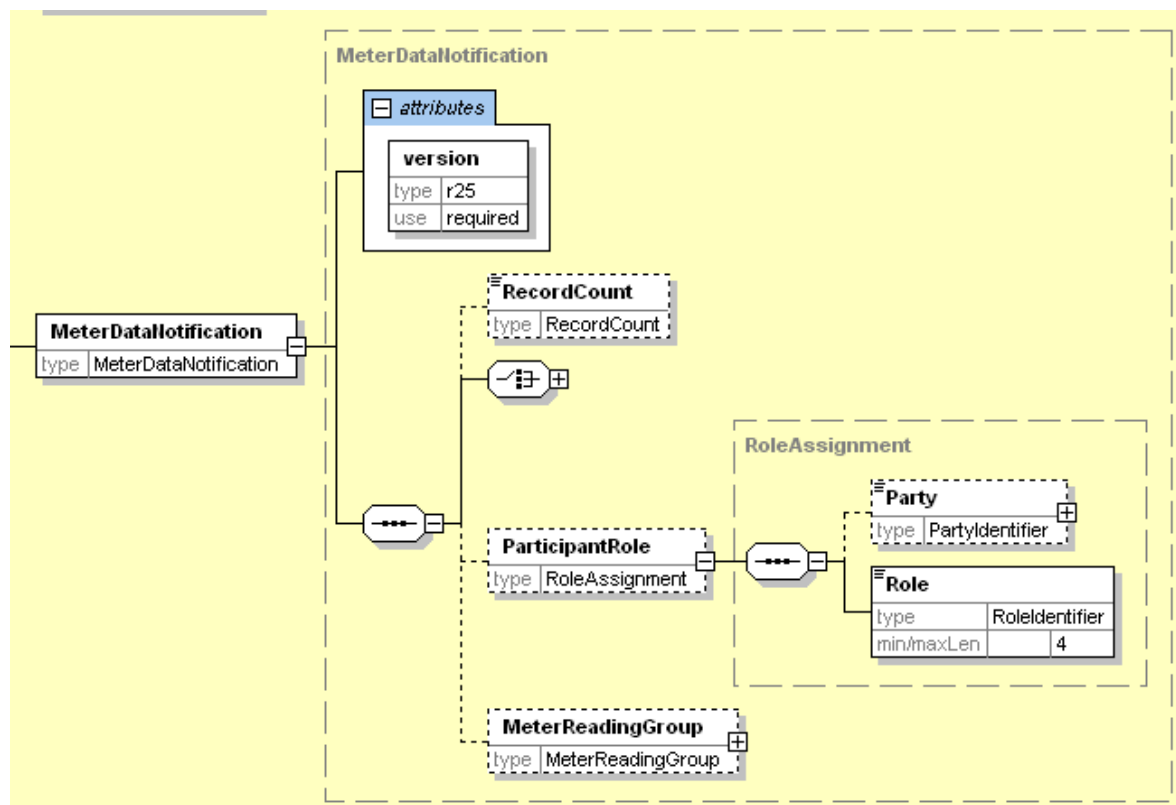 MeterDataNotification
attributes
version
type r25
use required
RecordCount
type RecordCount
MeterDataNotification
type MeterDataNotification
RoleAssignment
Party
type PartyIdentifier
ParticipantRole
type RoleAssignment
Role
type RoleIdentifier
min/maxLen 4
MeterReadingGroup
type MeterReadingGroup